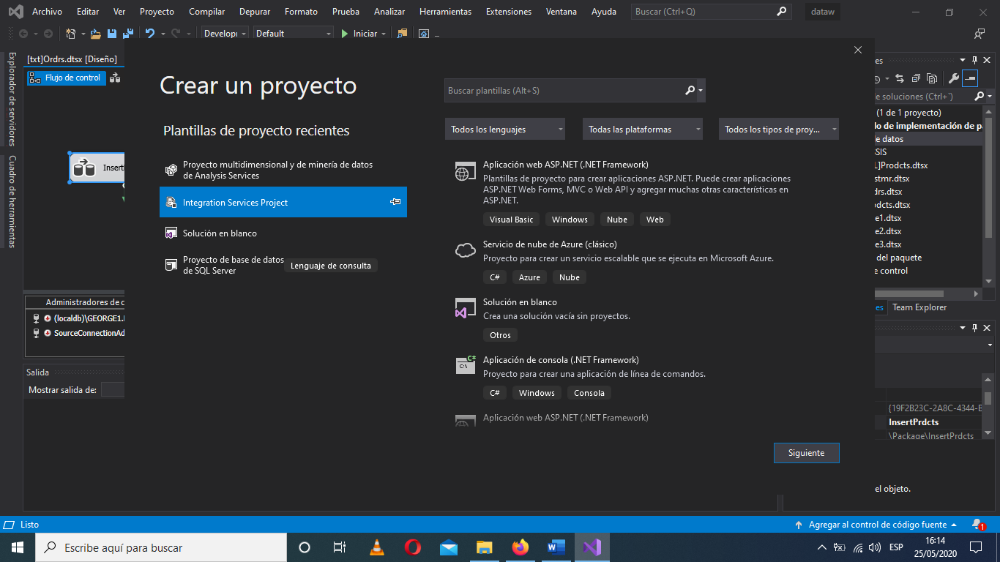 Archivo Editar Ver Proyecto Compilar Depurar Formato Prueba Analizar Herramientas Extensiones Ventana Ayuda Buscar (Ctrl+Q) dataw
Default Iniciar
[txt]Ordrs.dtsx [Diseño]
Flujo de control
Explorador de servidores
Cuadro de herramientas
Administradores de c
(localdb)\GEORGE1.
SourceConnectionAd
Salida
Mostrar salida de:
Crear un proyecto
Plantillas de proyecto recientes
Proyecto multidimensional y de minería de datos
de Analysis Services
Integration Services Project
Solución en blanco
Proyecto de base de datos
de SQL Server
Lenguaje de consulta
Buscar plantillas (Alt+S)
Todos los lenguajes Todas las plataformas Todos los tipos de proy...
Aplicación web ASP.NET (.NET Framework)
Plantillas de proyecto para crear aplicaciones ASP.NET. Puede crear aplicaciones
ASP.NET Web Forms, MVC o Web API y agregar muchas otras características en
ASP.NET.
Visual Basic Windows Nube Web
Servicio de nube de Azure (clásico)
Proyecto para crear un servicio escalable que se ejecuta en Microsoft Azure.
C# Azure Nube
Solución en blanco
Crea una solución vacía sin proyectos.
Otros
Aplicación de consola (.NET Framework)
Proyecto para crear una aplicación de línea de comandos.
C# Windows Consola
Aplicación web ASP.NET (.NET Framework)
Siguiente
es
de soluciones (Ctrl+`)
(1 de 1 proyecto)
lo de implementación de p
e datos
SSIS
L]Prodcts.dtsx
stmr.dtsx
drs.dtsx
odcts.dtsx
e1.dtsx
e2.dtsx
e3.dtsx
del paquete
e control
es Team Explorer
{19F2B23C-2A8C-4344-
InsertPrdcts
\Package\InsertPrdcts
el objeto.
Listo Agregar al control de código fuente 1
Escribe aquí para buscar
ESP
16:14
25/05/2020